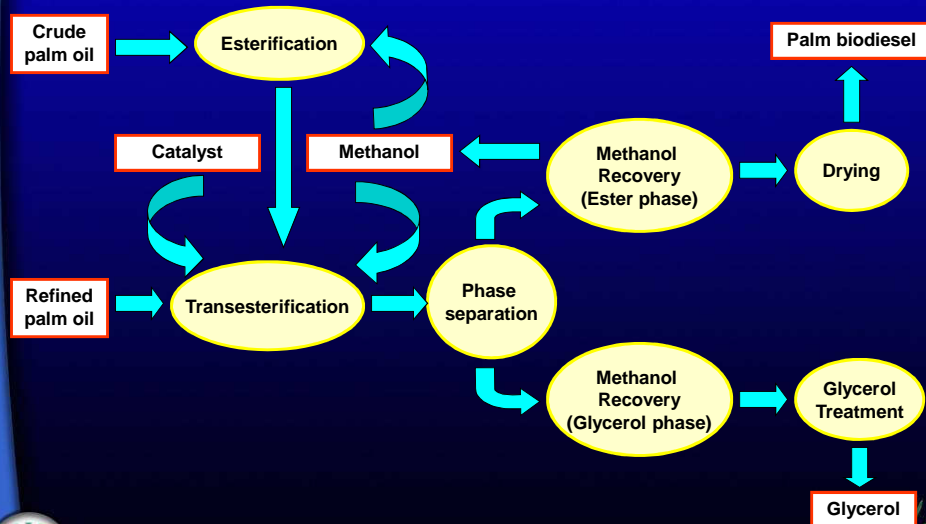 Crude
palm oil
Esterification
Palm biodiesel
Catalyst
Methanol
Methanol
Recovery
(Ester phase)
Drying
Refined
palm oil
Transesterification
Phase
separation
Methanol
Recovery
(Glycerol phase)
Glycerol
Treatment
Glycerol